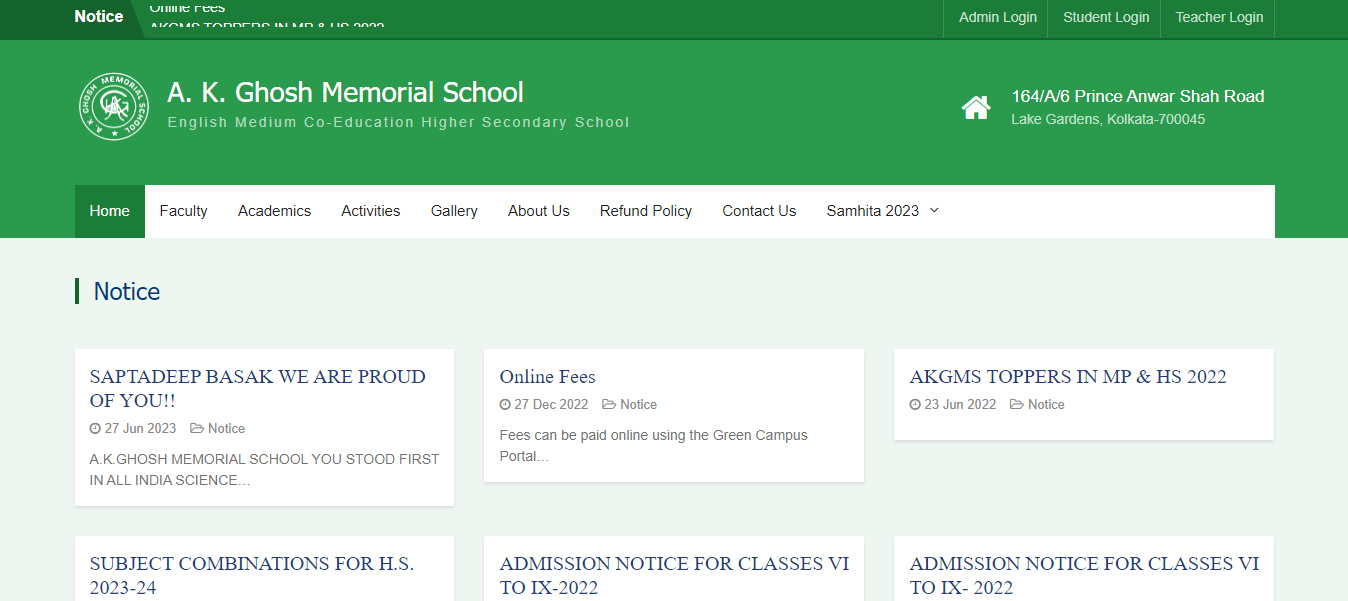 Notice
Online Fees
AKGMS TOPPERS IN MP & HS 2022
Admin Login
Student Login
Teacher Login
A. K GHOSH MEMORIAL SCHOOL
A. K. Ghosh Memorial School
English Medium Co-Education Higher Secondary School
164/A/6 Prince Anwar Shah Road
Lake Gardens, Kolkata-700045
Home
Faculty
Academics
Activities
Gallery
About Us
Refund Policy
Contact Us
Samhita 2023
Notice
SAPTADEEP BASAK WE ARE PROUD
OF YOU!!
27 Jun 2023 Notice
A.K.GHOSH MEMORIAL SCHOOL YOU STOOD FIRST
IN ALL INDIA SCIENCE…
Online Fees
27 Dec 2022 Notice
Fees can be paid online using the Green Campus
Portal…
AKGMS TOPPERS IN MP & HS 2022
23 Jun 2022 Notice
SUBJECT COMBINATIONS FOR H.S.
2023-24
ADMISSION NOTICE FOR CLASSES VI
TO IX-2022
ADMISSION NOTICE FOR CLASSES VI
TO IX- 2022